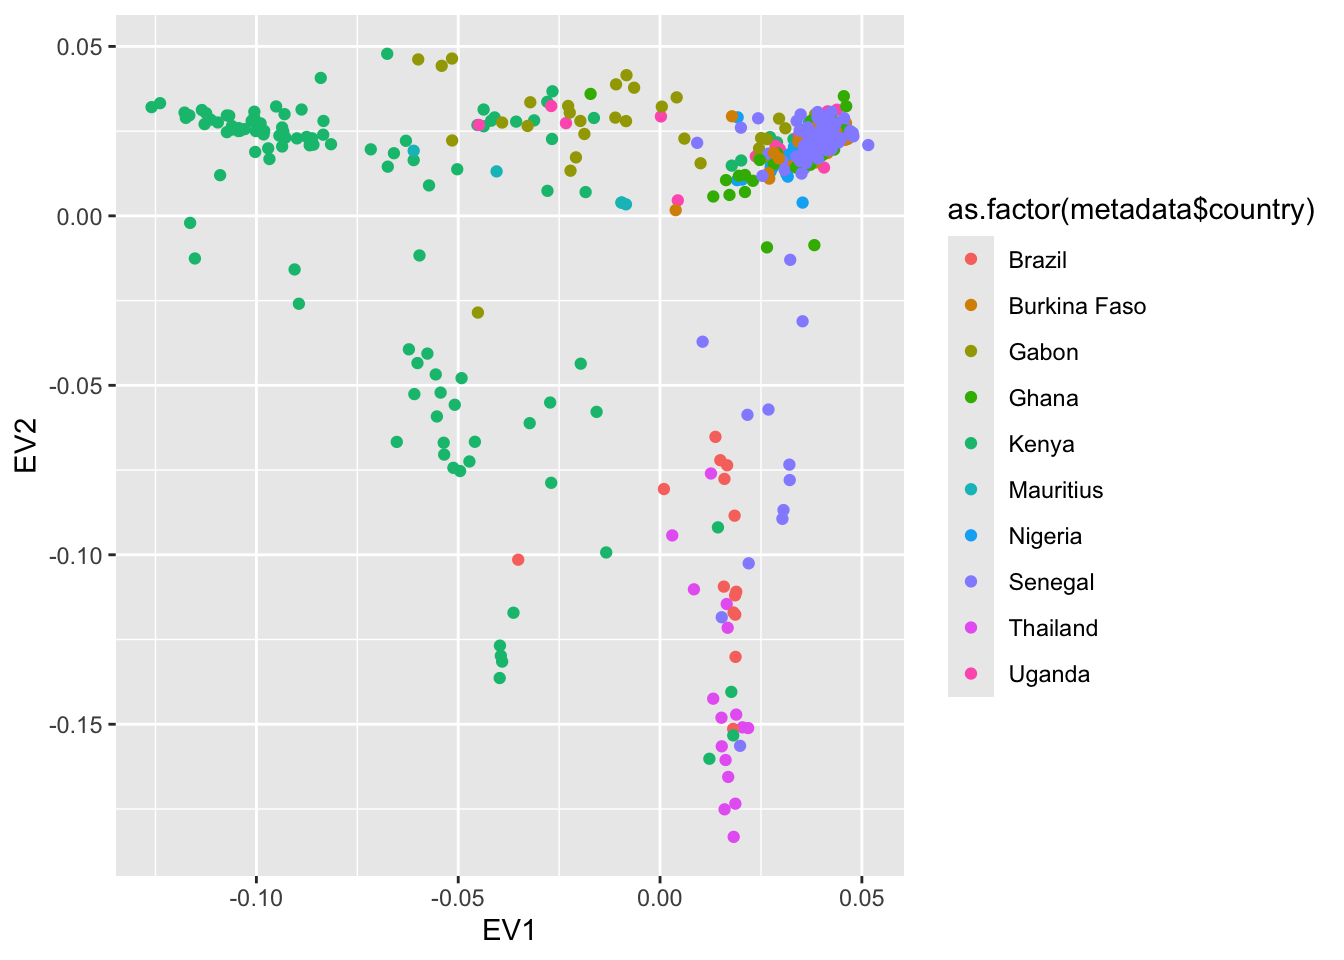 0.05
0.00
-0.05
-0.10
-0.15
EV2
-0.10
-0.05
0.00
0.05
EV1
as.factor(metadata$country)
Brazil
Burkina Faso
Gabon
Ghana
Kenya
Mauritius
Nigeria
Senegal
Thailand
Uganda